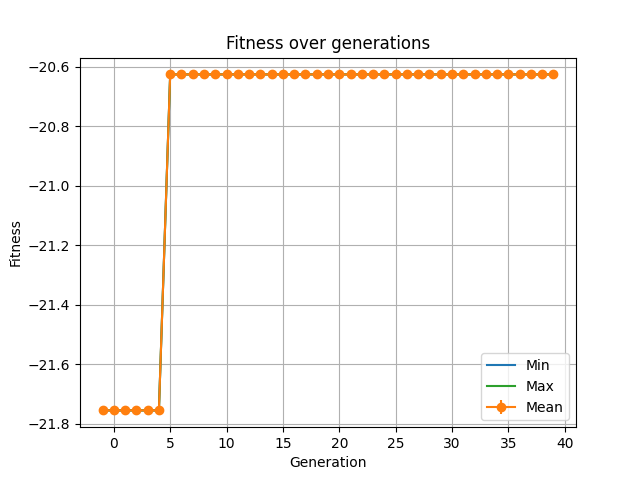 Fitness over generations
−20.6
−20.8
−21.0
−21.2
−21.4
−21.6
−21.8
Fitness
0 5 10 15 20 25 30 35 40
Generation
Min
Max
Mean